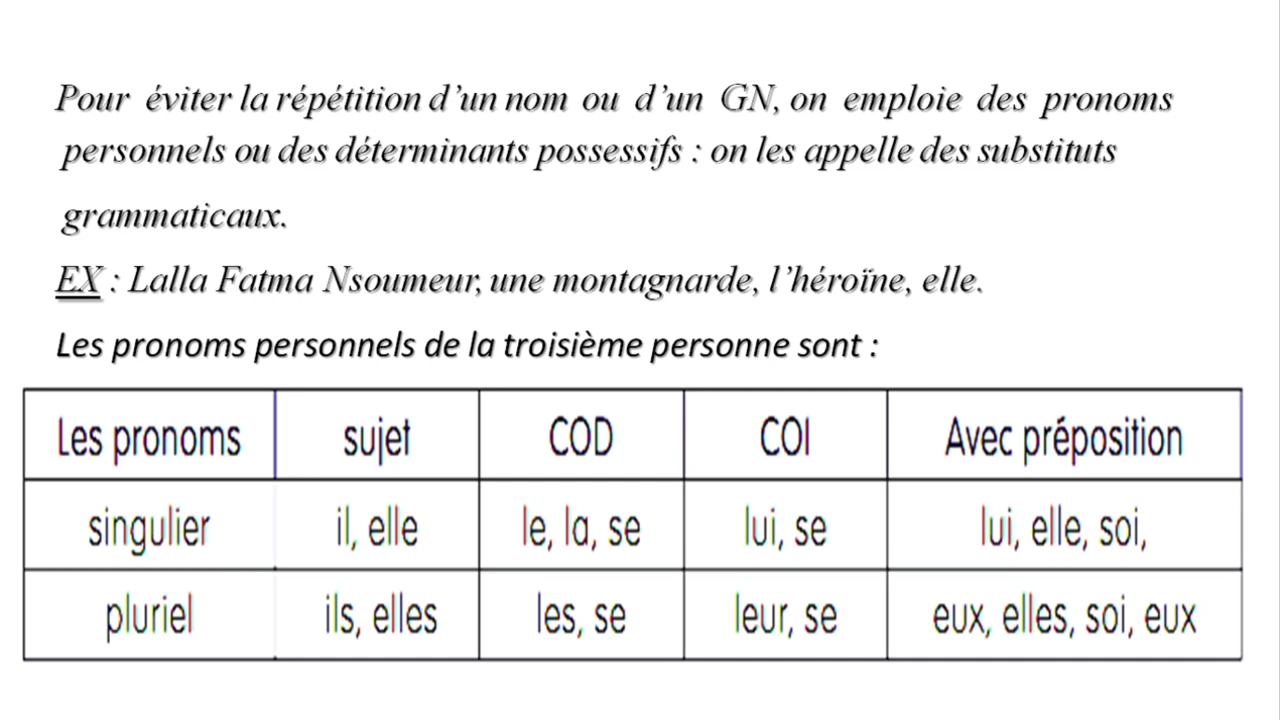 Pour éviter la répétition d’un nom ou d’un GN, on emploie des pronoms
personnels ou des déterminants possessifs : on les appelle des substituts
grammaticaux.
EX : Lalla Fatma Nsoumeur, une montagnarde, l’héroïne, elle.
Les pronoms personnels de la troisième personne sont :
Les pronoms sujet COD COI Avec préposition
singulier il, elle le, la, se lui, se lui, elle, soi,
pluriel ils, elles les, se leur, se eux, elles, soi, eux